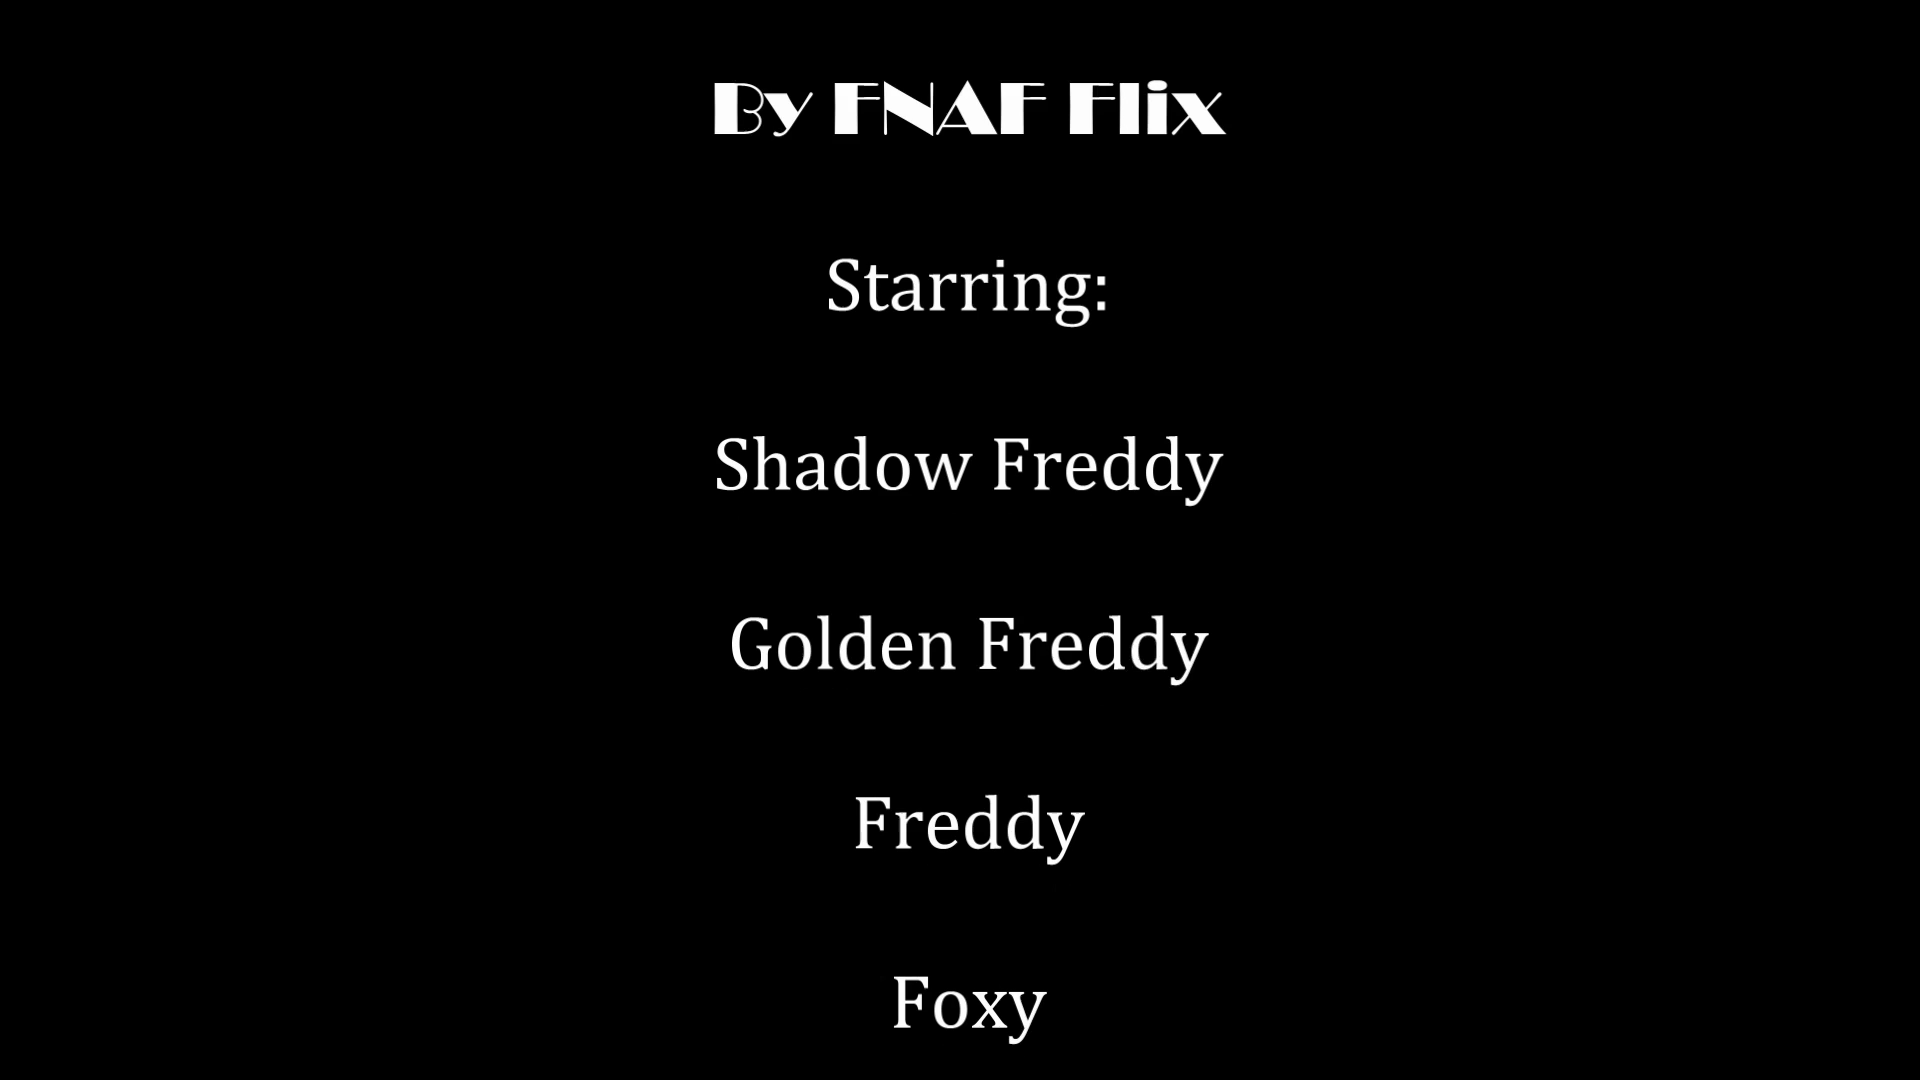 By FNAF Flix
Starring:
Shadow Freddy
Golden Freddy
Freddy
Foxy